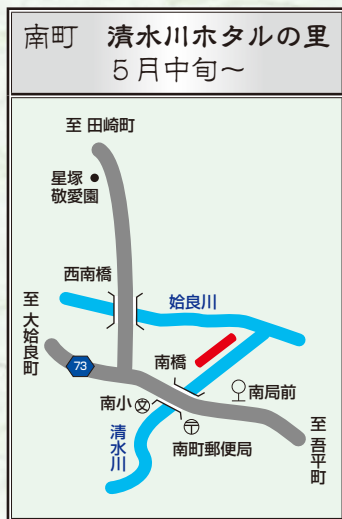 南町 清水川ホタルの里
5月中旬〜
至 田崎町
星塚
敬愛園
西南橋
姶良川
至 大姶良町
73
南橋
南小
文
南局前
清水川
南町郵便局
至 吾平町